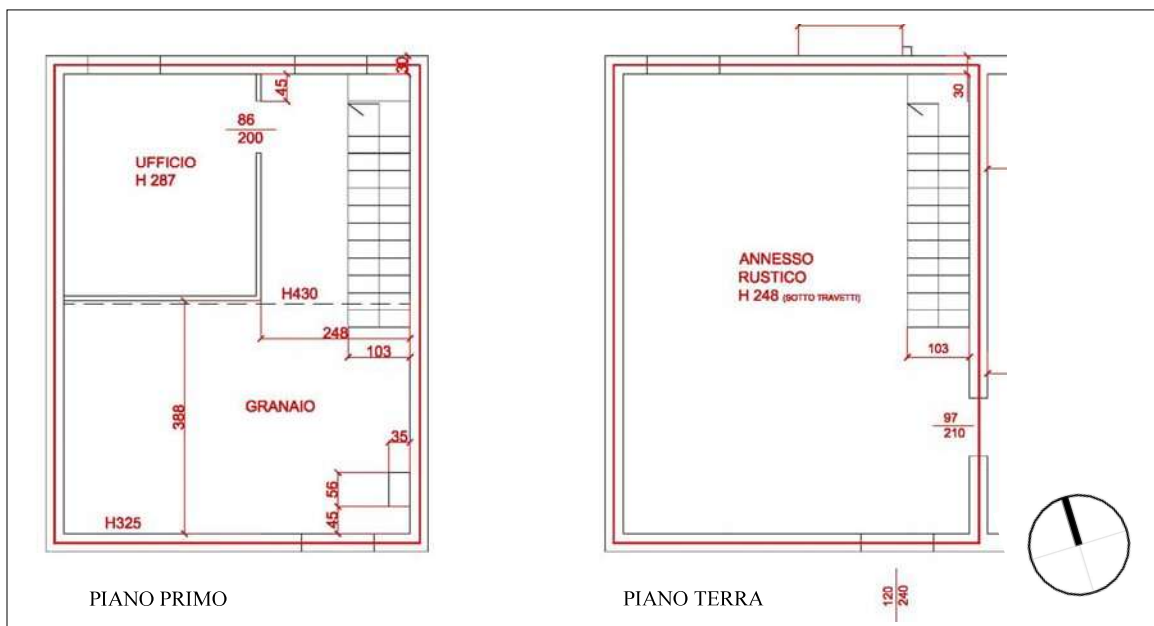 30
45
86
200
UFFICIO
H 287
H430
248
103
GRANAIO
388
35
56
45
H325
PIANO PRIMO
30
ANNESSO
RUSTICO
H 248 (SOTTO TRAVETTI)
103
97
210
120
240
PIANO TERRA